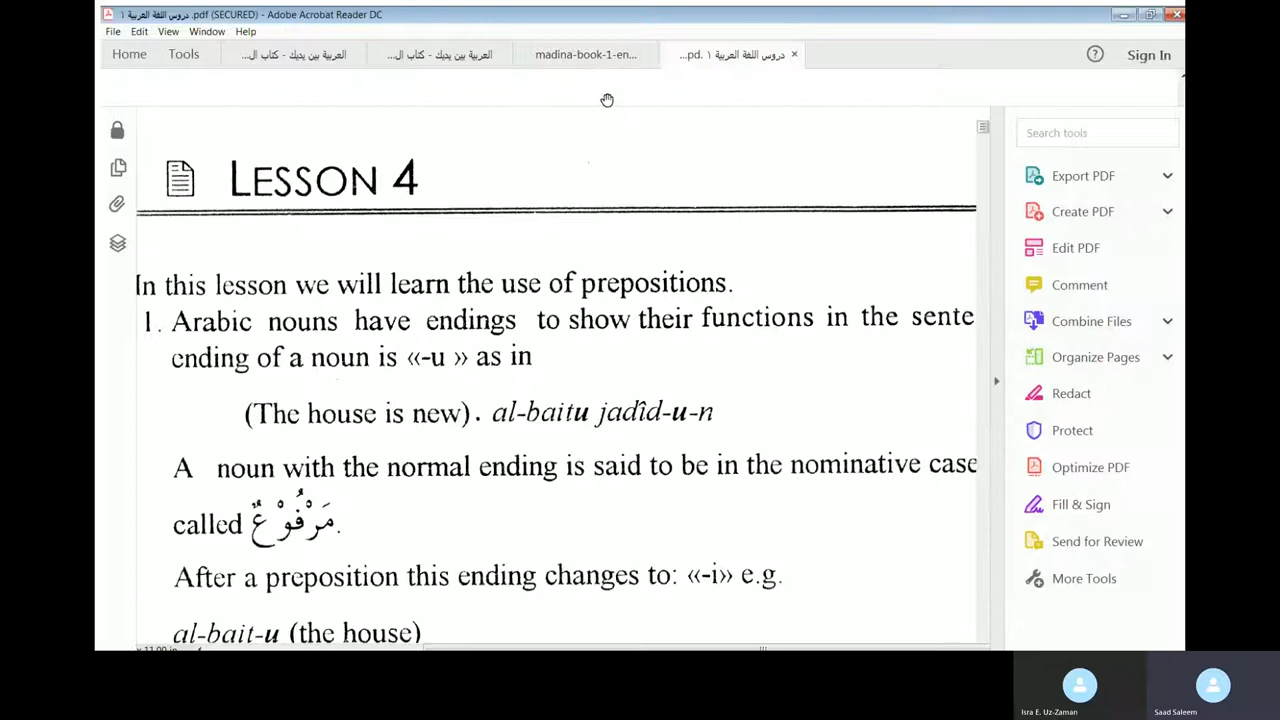 دروس اللغة العربية ١ .pdf (SECURED) - Adobe Acrobat Reader DC
File Edit View Window Help
Home Tools العربية بين يديك - كتاب ال... العربية بين يديك - كتاب ال... madina-book-1-en... دروس اللغة العربية ١ .pd... Sign In
Search tools
LESSON 4
Export PDF
Create PDF
Edit PDF
In this lesson we will learn the use of prepositions.
Comment
1. Arabic nouns have endings to show their functions in the sente
Combine Files
ending of a noun is «-u » as in
Organize Pages
Redact
(The house is new). al-baitu jadîd-u-n
Protect
A noun with the normal ending is said to be in the nominative case
Optimize PDF
called مَرْفُوْعٌ.
Fill & Sign
Send for Review
After a preposition this ending changes to: «-i» e.g.
More Tools
al-bait-u (the house)
Isra E. Uz-Zaman Saad Saleem